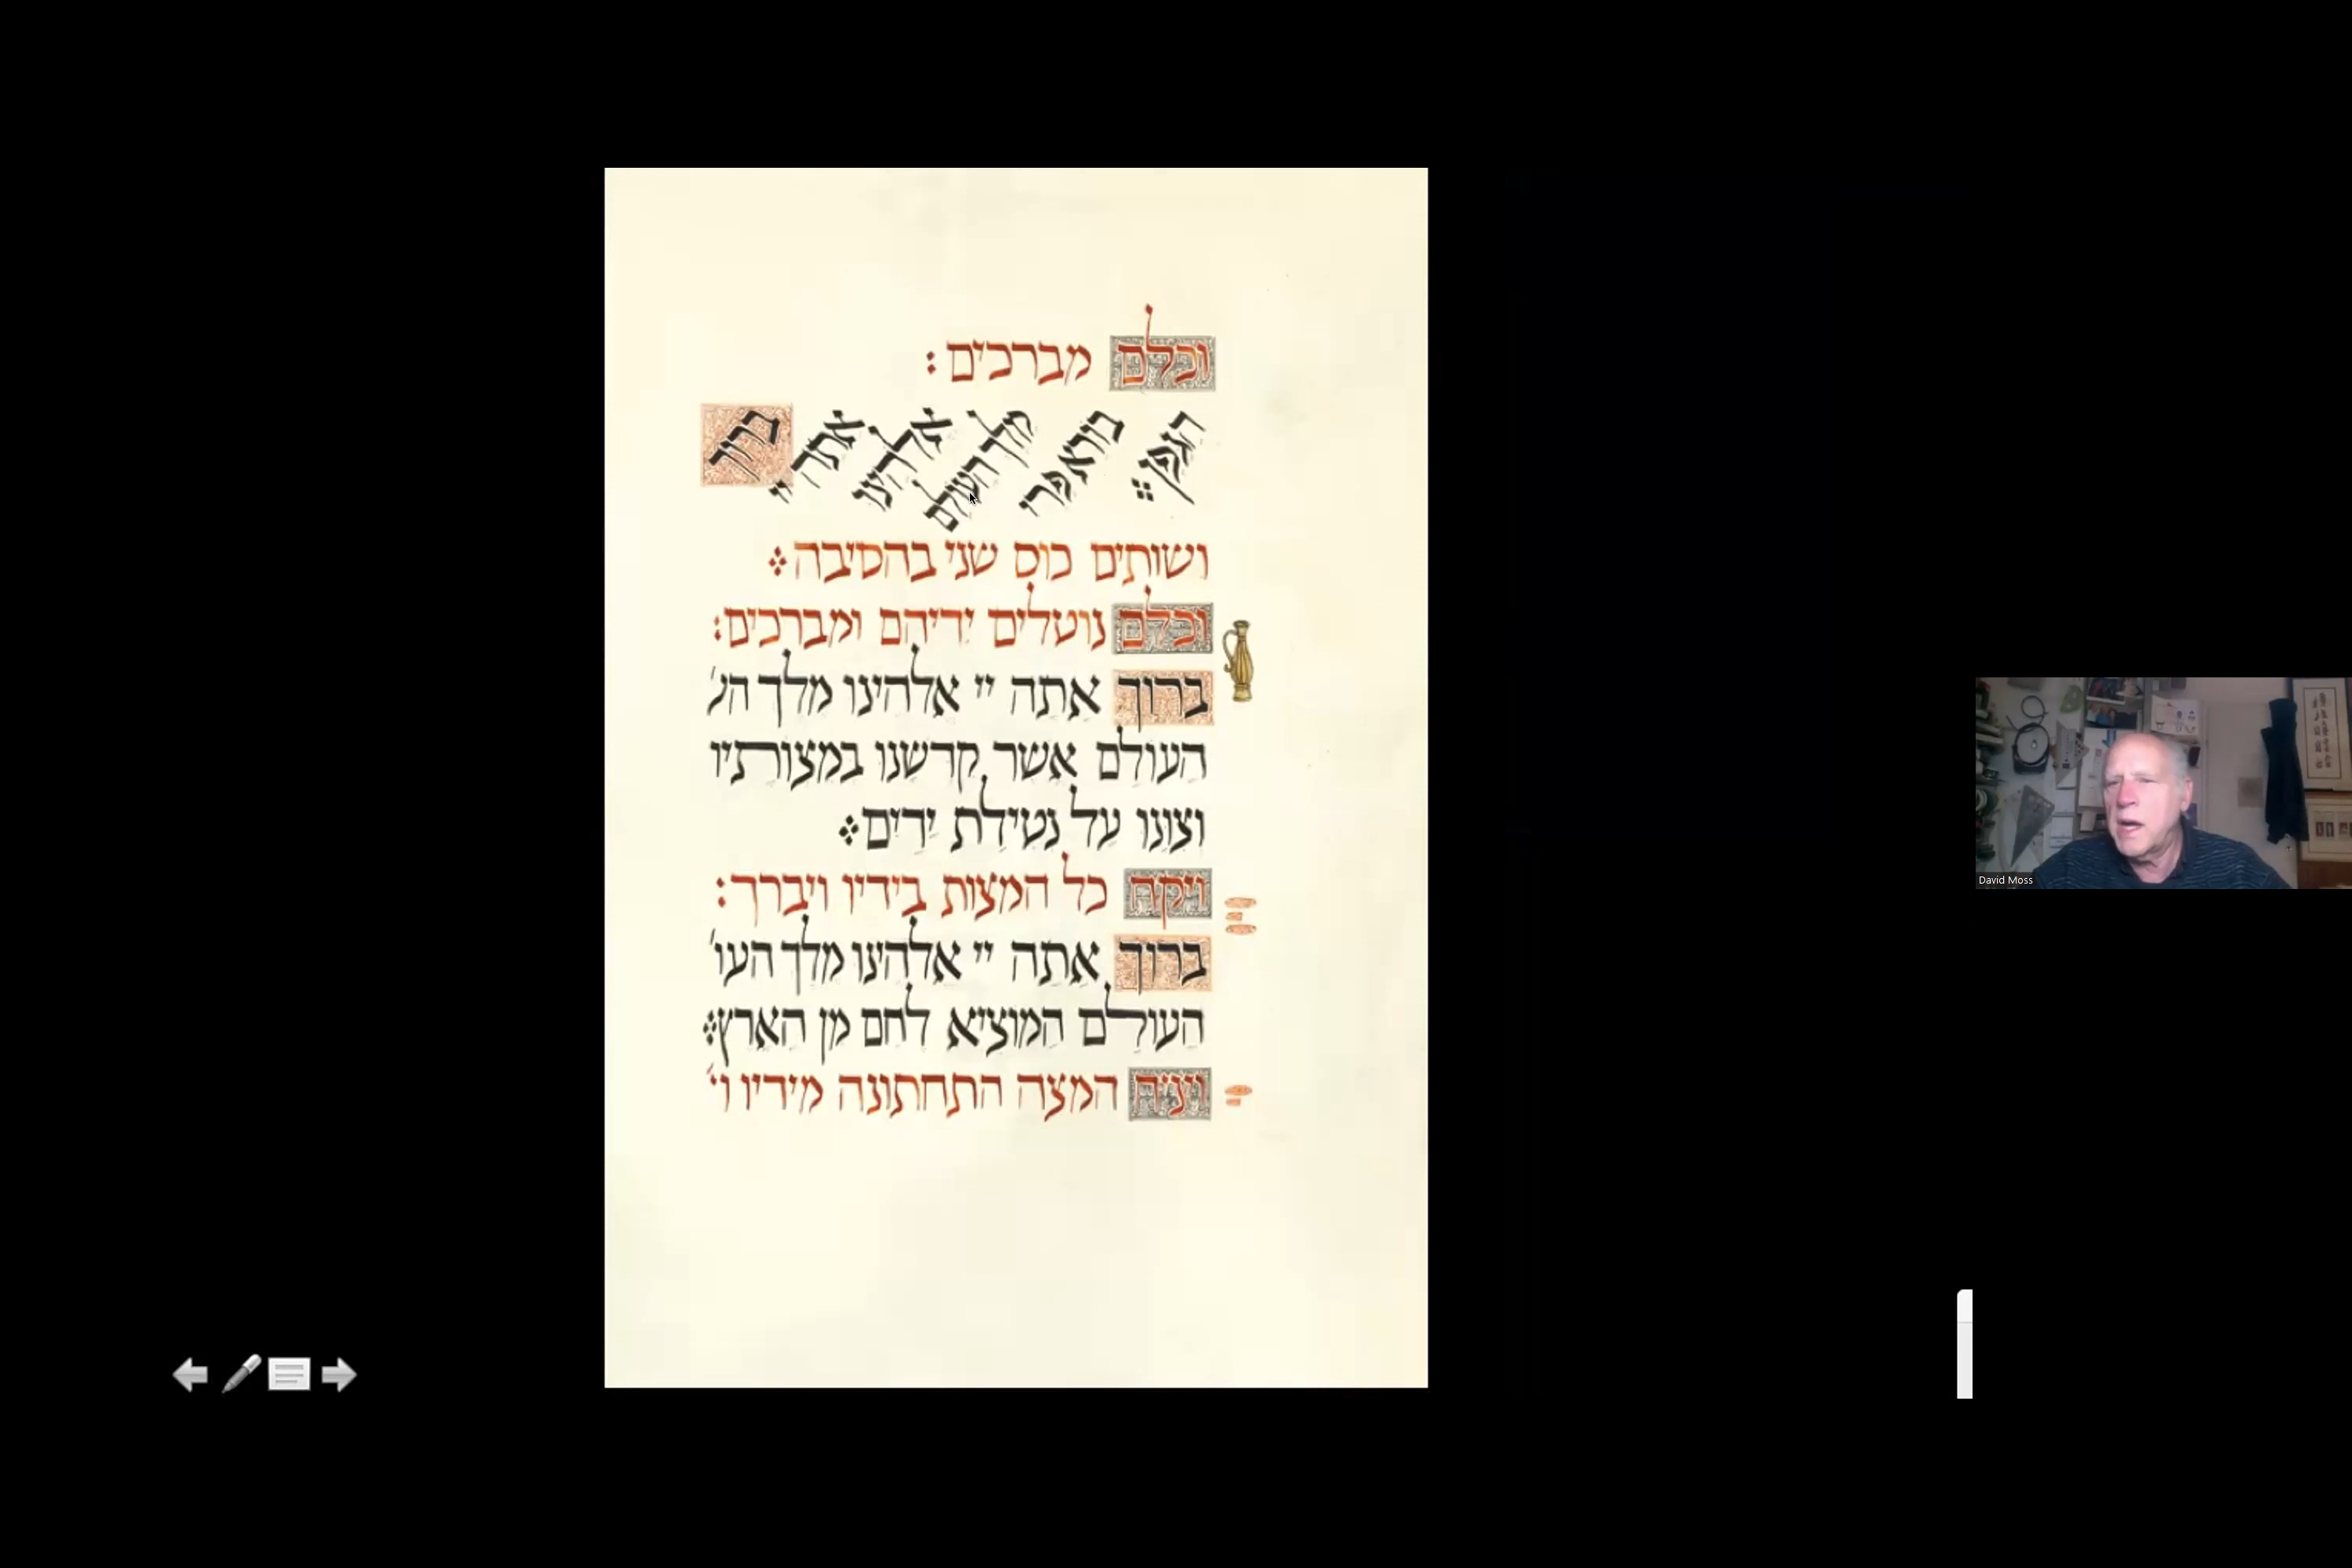 וכלם מברכים:
ברוך אתה יי אלהינו מלך העולם בורא פרי הגפן
ושותים כוס שני בהסיבה
וכלם נוטלים ידיהם ומברכים:
ברוך אתה יי אלהינו מלך הע'
העולם אשר קדשנו במצותיו
וצונו על נטילת ידים
ויקח כל המצות בידיו ויברך:
ברוך אתה יי אלהינו מלך העו'
העולם המוציא לחם מן הארץ
ויניח המצה התחתונה מידיו וי'
David Moss